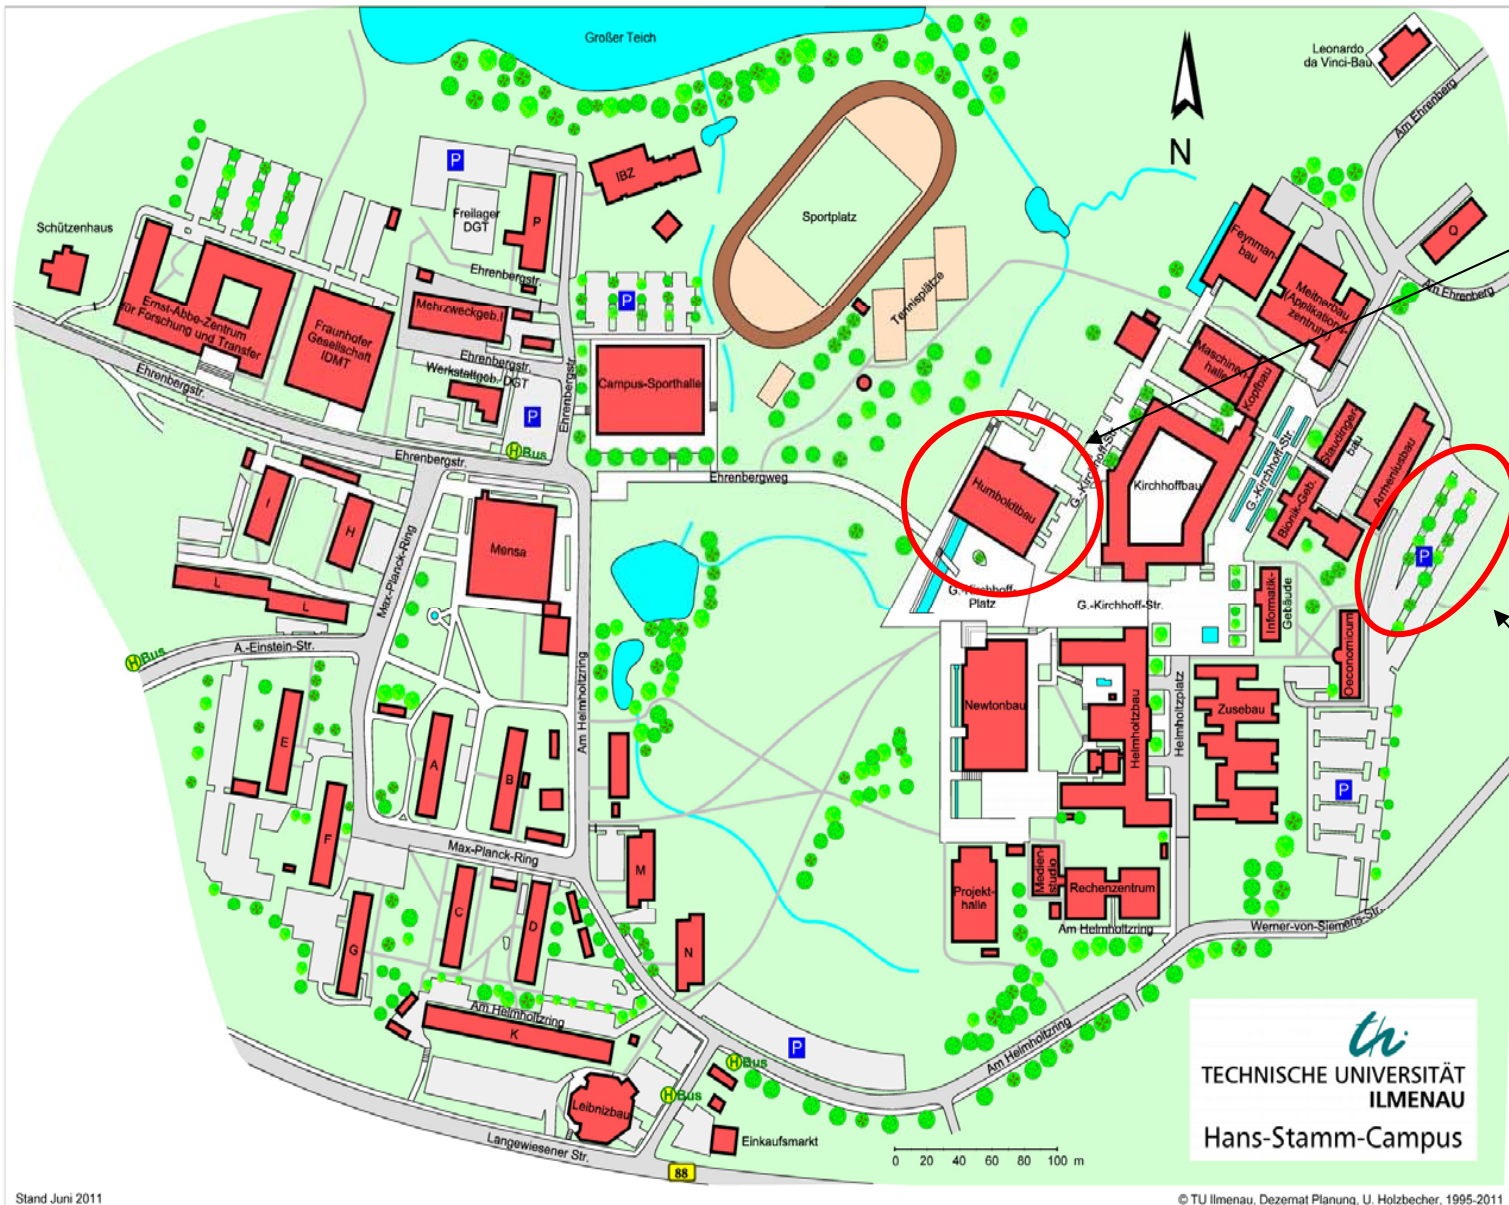 Großer Teich
Leonardo
da Vinci-Bau
Am Ehrenberg
N
P
IBZ
P
Freilager
DGT
Sportplatz
Schützenhaus
Feynman-
bau
Q
Ehrenbergstr.
Meitnerbau
(Applikations-
zentrum)
Am Ehrenberg
P
Mehrzweckgeb.I
Tennisplätze
Ernst-Abbe-Zentrum
für Forschung und Transfer
Fraunhofer
Gesellschaft
IDMT
Ehrenbergstr.
Maschinen-
halle
Kopfbau
Werkstattgeb. DGT
Ehrenbergstr.
Campus-Sporthalle
Ehrenbergstr.
P
Staudinger-
bau
G.-Kirchhoff-Str.
G.-Kirchhoff-Str.
Arrheniusbau
H Bus
Ehrenbergstr.
Ehrenbergweg
Humboldtbau
Kirchhoffbau
Bionik-Geb.
I
H
Mensa
P
Max-Planck-Ring
L
L
G.-Kirchhoff-
Platz
G.-Kirchhoff-Str.
Informatik-
Gebäude
Oeconomicum
A.-Einstein-Str.
H Bus
Am Helmholtzring
Newtonbau
Helmholtzbau
Helmholtzplatz
Zusebau
E
A
B
P
F
Max-Planck-Ring
M
Projekt-
halle
Medien-
studio
Rechenzentrum
G
C
D
N
Am Helmholtzring
Werner-von-Siemens-Str.
Am Helmholtzring
K
P
Am Helmholtzring
H Bus
H Bus
Leibnizbau
Einkaufsmarkt
Langewiesener Str.
88
0 20 40 60 80 100 m
th
TECHNISCHE UNIVERSITÄT
ILMENAU
Hans-Stamm-Campus
Stand Juni 2011
© TU Ilmenau, Dezernat Planung, U. Holzbecher, 1995-2011